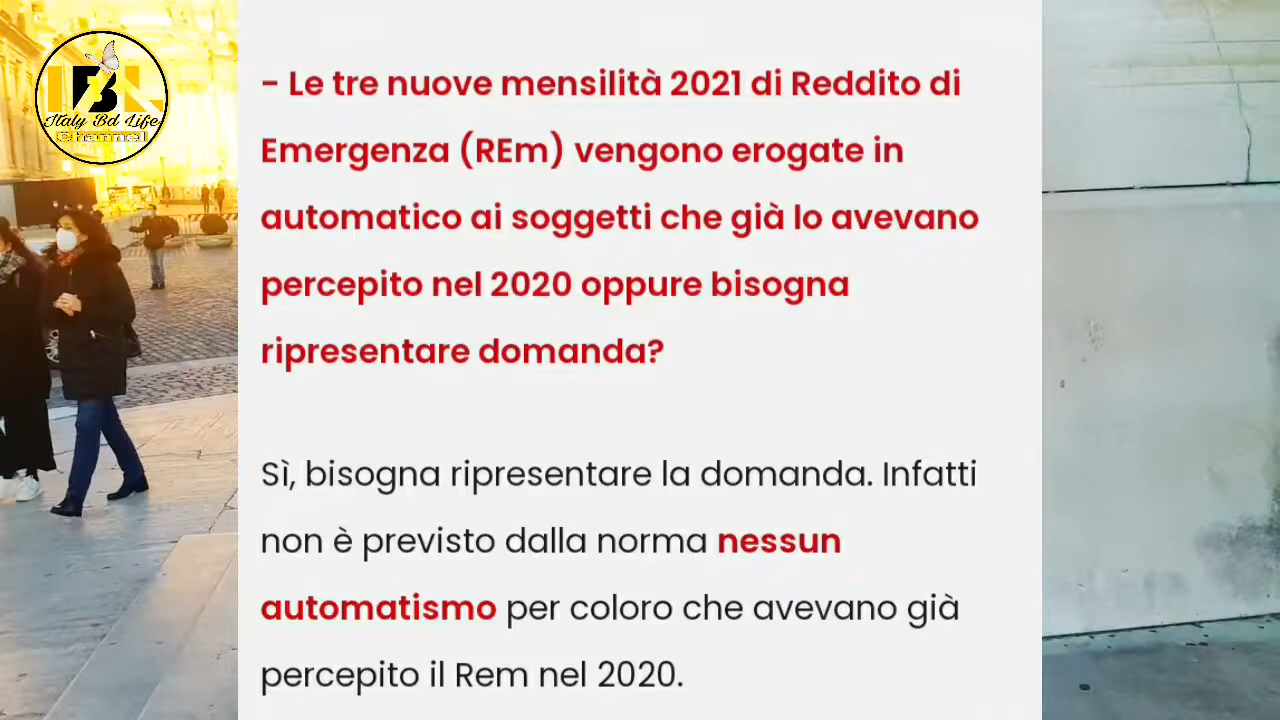 IBL
Italy Bd Life
Channel
- Le tre nuove mensilità 2021 di Reddito di
Emergenza (REm) vengono erogate in
automatico ai soggetti che già lo avevano
percepito nel 2020 oppure bisogna
ripresentare domanda?
Sì, bisogna ripresentare la domanda. Infatti
non è previsto dalla norma nessun
automatismo per coloro che avevano già
percepito il Rem nel 2020.